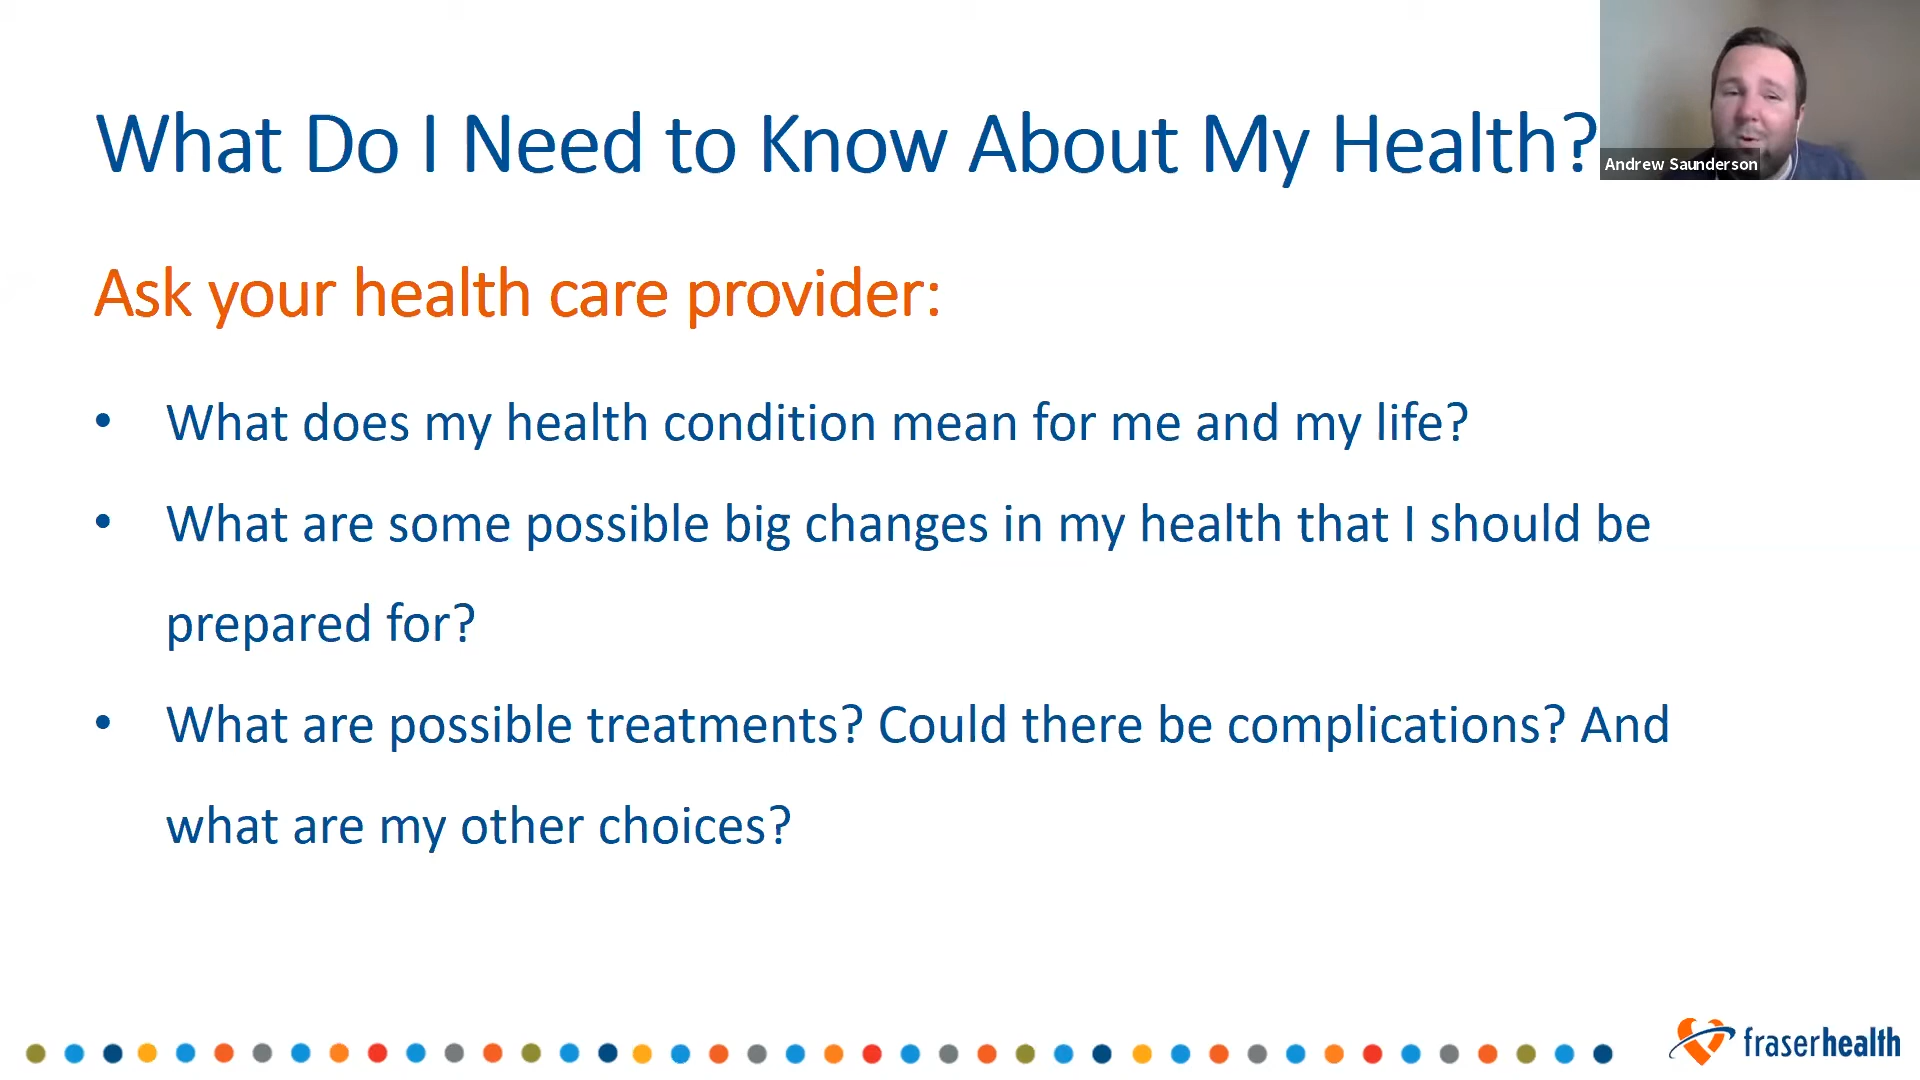 What Do I Need to Know About My Health?
Andrew Saunderson
Ask your health care provider:
• What does my health condition mean for me and my life?
• What are some possible big changes in my health that I should be
prepared for?
• What are possible treatments? Could there be complications? And
what are my other choices?
fraserhealth